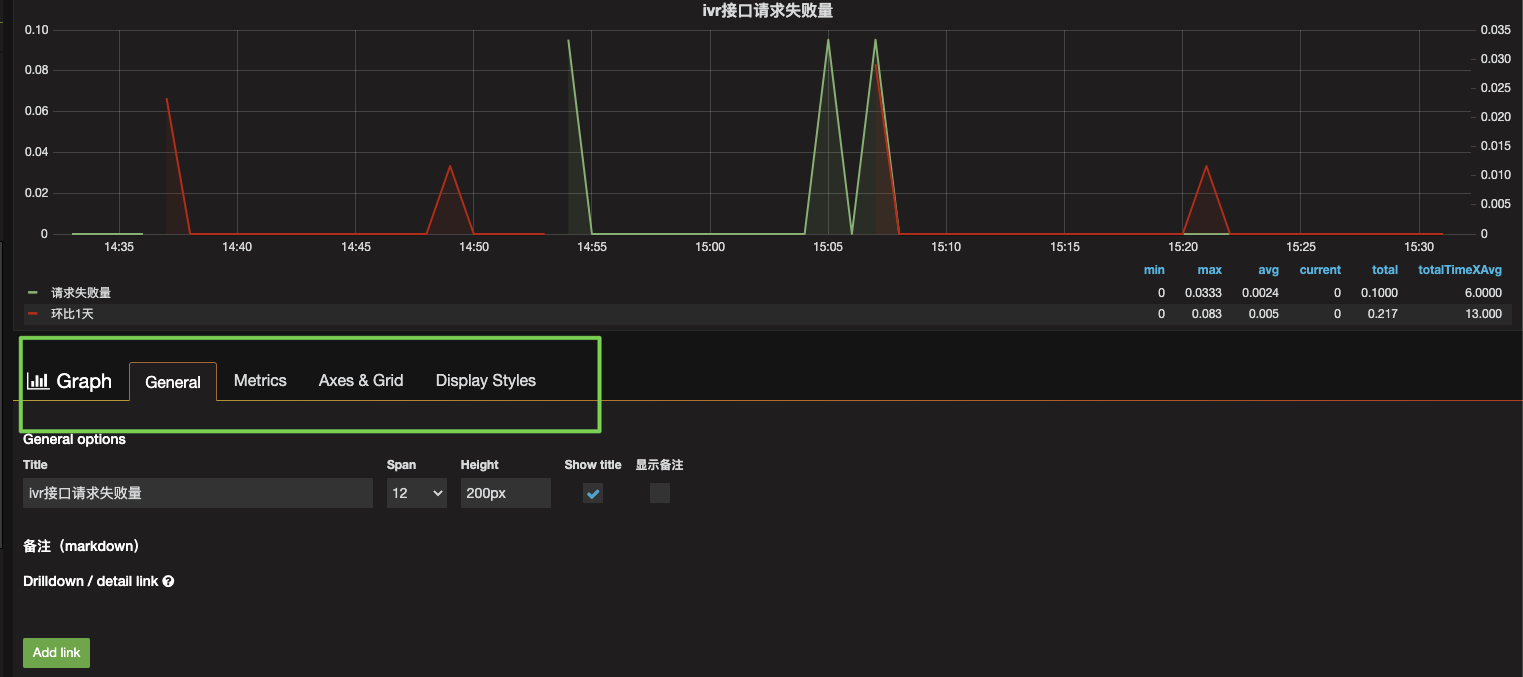 ivr接口请求失败量
0.10 0.035
0.08 0.030
0.06 0.025
0.04 0.020
0.02 0.015
0 0.010
0.005
0
14:35 14:40 14:45 14:50 14:55 15:00 15:05 15:10 15:15 15:20 15:25 15:30
min max avg current total totalTimeXAvg
请求失败量 0 0.0333 0.0024 0 0.1000 6.0000
环比1天 0 0.083 0.005 0 0.217 13.000
Graph General Metrics Axes & Grid Display Styles
General options
Title Span Height Show title 显示备注
ivr接口请求失败量 12 200px
备注（markdown）
Drilldown / detail link
Add link